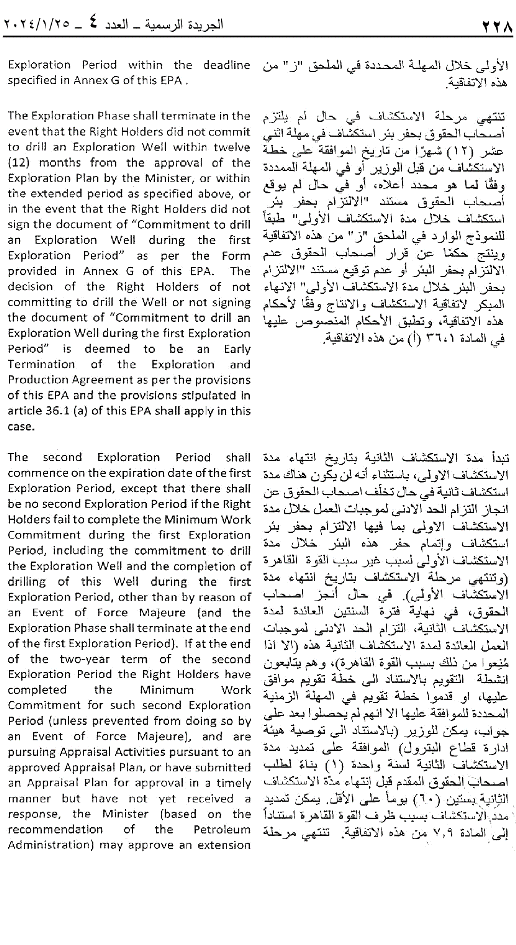 ٢٢٨ الجريدة الرسمية – العدد ٤ – ٢٠٢٤/١/٢٥
Exploration Period within the deadline
specified in Annex G of this EPA .
The Exploration Phase shall terminate in the
event that the Right Holders did not commit
to drill an Exploration Well within twelve
(12) months from the approval of the
Exploration Plan by the Minister, or within
the extended period as specified above, or
in the event that the Right Holders did not
sign the document of “Commitment to drill
an Exploration Well during the first
Exploration Period” as per the Form
provided in Annex G of this EPA. The
decision of the Right Holders of not
committing to drill the Well or not signing
the document of “Commitment to drill an
Exploration Well during the first Exploration
Period” is deemed to be an Early
Termination of the Exploration and
Production Agreement as per the provisions
of this EPA and the provisions stipulated in
article 36.1 (a) of this EPA shall apply in this
case.
The second Exploration Period shall
commence on the expiration date of the first
Exploration Period, except that there shall
be no second Exploration Period if the Right
Holders fail to complete the Minimum Work
Commitment during the first Exploration
Period, including the commitment to drill
the Exploration Well and the completion of
drilling of this Well during the first
Exploration Period, other than by reason of
an Event of Force Majeure (and the
Exploration Phase shall terminate at the end
of the first Exploration Period). If at the end
of the two-year term of the second
Exploration Period the Right Holders have
completed the Minimum Work
Commitment for such second Exploration
Period (unless prevented from doing so by
an Event of Force Majeure), and are
pursuing Appraisal Activities pursuant to an
approved Appraisal Plan, or have submitted
an Appraisal Plan for approval in a timely
manner but have not yet received a
response, the Minister (based on the
recommendation of the Petroleum
Administration) may approve an extension
الأولى خلال المهلة المحددة في الملحق "ز" من
هذه الاتفاقية.
تنتهي مرحلة الاستكشاف في حال لم يلتزم
أصحاب الحقوق بحفر بئر استكشاف في مهلة اثني
عشر (١٢) شهرًا من تاريخ الموافقة على خطة
الاستكشاف من قبل الوزير أو في المهلة الممددة
وفقًا لما هو محدد أعلاه، أو في حال لم يوقع
أصحاب الحقوق مستند "الالتزام بحفر بئر
استكشاف خلال مدة الاستكشاف الأولى" طبقاً
للنموذج الوارد في الملحق "ز" من هذه الاتفاقية
وينتج حكمًا عن قرار أصحاب الحقوق عدم
الالتزام بحفر البئر أو عدم توقيع مستند "الالتزام
بحفر البئر خلال مدة الاستكشاف الأولى" الانهاء
المبكر لاتفاقية الاستكشاف والانتاج وفقًا لأحكام
هذه الاتفاقية، وتطبق الأحكام المنصوص عليها
في المادة ٣٦،١ (أ) من هذه الاتفاقية.
تبدأ مدة الاستكشاف الثانية بتاريخ انتهاء مدة
الاستكشاف الاولى، باستثناء أنه لن يكون هناك مدة
استكشاف ثانية في حال تخلف اصحاب الحقوق عن
انجاز التزام الحد الادنى لموجبات العمل خلال مدة
الاستكشاف الاولى بما فيها الالتزام بحفر بئر
استكشاف وإتمام حفر هذه البئر خلال مدة
الاستكشاف الأولى لسبب غير سبب القوة القاهرة
(وتنتهي مرحلة الاستكشاف بتاريخ انتهاء مدة
الاستكشاف الأولى). في حال أنجز اصحاب
الحقوق، في نهاية فترة السنتين العائدة لمدة
الاستكشاف الثانية، التزام الحد الادنى لموجبات
العمل العائدة لمدة الاستكشاف الثانية هذه (الا اذا
مُنِعوا من ذلك بسبب القوة القاهرة)، وهم يتابعون
انشطة التقويم بالاستناد الى خطة تقويم موافق
عليها، او قدموا خطة تقويم في المهلة الزمنية
المحددة للموافقة عليها الا انهم لم يحصلوا بعد على
جواب، يمكن للوزير (بالاستناد الى توصية هيئة
ادارة قطاع البترول) الموافقة على تمديد مدة
الاستكشاف الثانية لسنة واحدة (١) بناءً لطلب
اصحاب الحقوق المقدم قبل إنتهاء مدة الاستكشاف
الثانية بستين (٦٠) يوماً على الأقل. يمكن تمديد
مدد الاستكشاف بسبب ظرف القوة القاهرة استناداً
إلى المادة ٧،٩ من هذه الاتفاقية. تنتهي مرحلة